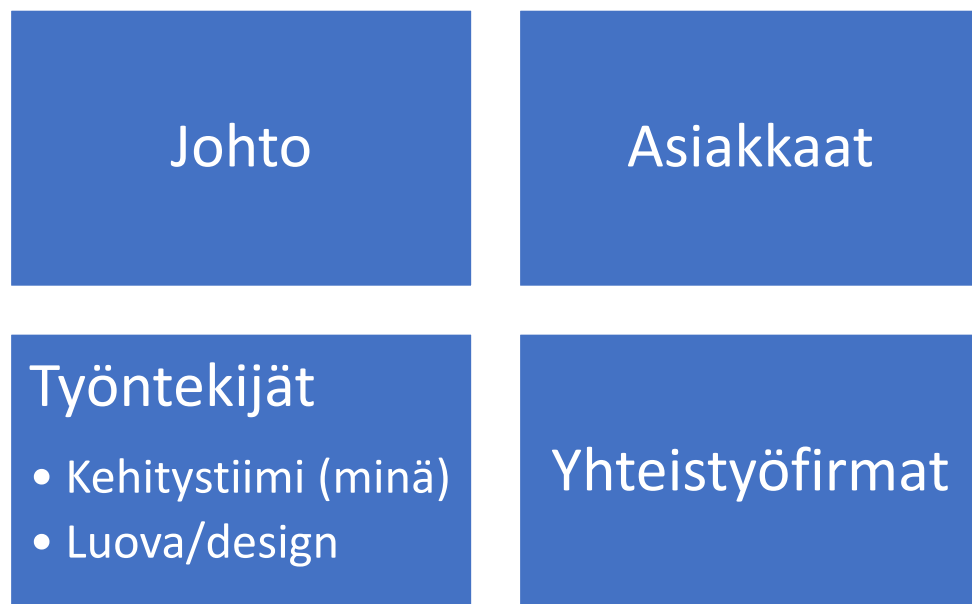 Johto
Asiakkaat
Työntekijät
• Kehitystiimi (minä)
• Luova/design
Yhteistyöfirmat